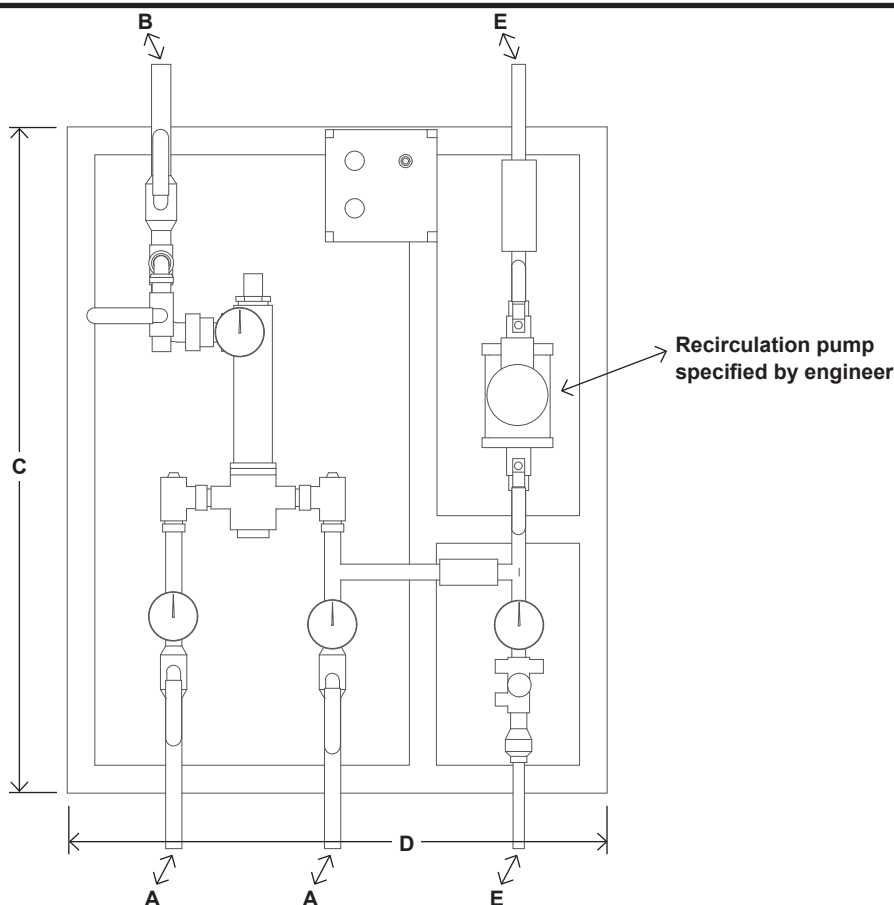 B
E
Recirculation pump
specified by engineer
C
D
A
A
E